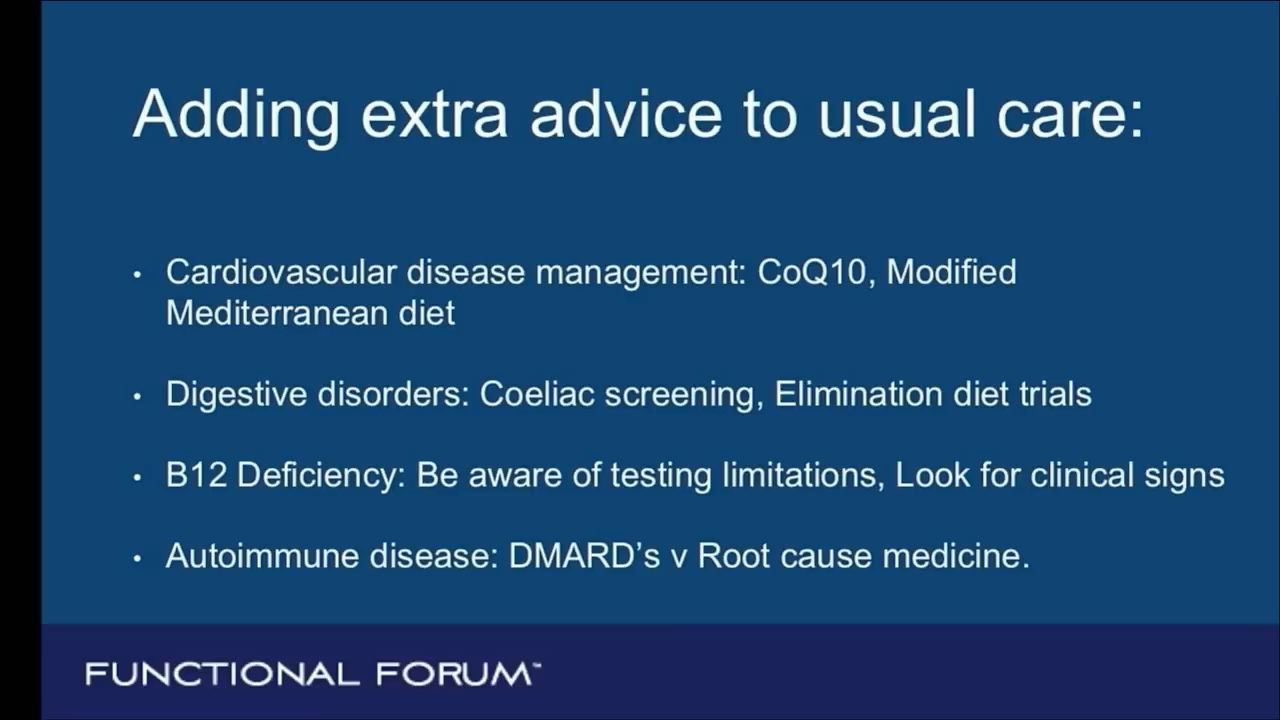 Adding extra advice to usual care:
• Cardiovascular disease management: CoQ10, Modified
Mediterranean diet
• Digestive disorders: Coeliac screening, Elimination diet trials
• B12 Deficiency: Be aware of testing limitations, Look for clinical signs
• Autoimmune disease: DMARD’s v Root cause medicine.
FUNCTIONAL FORUM™